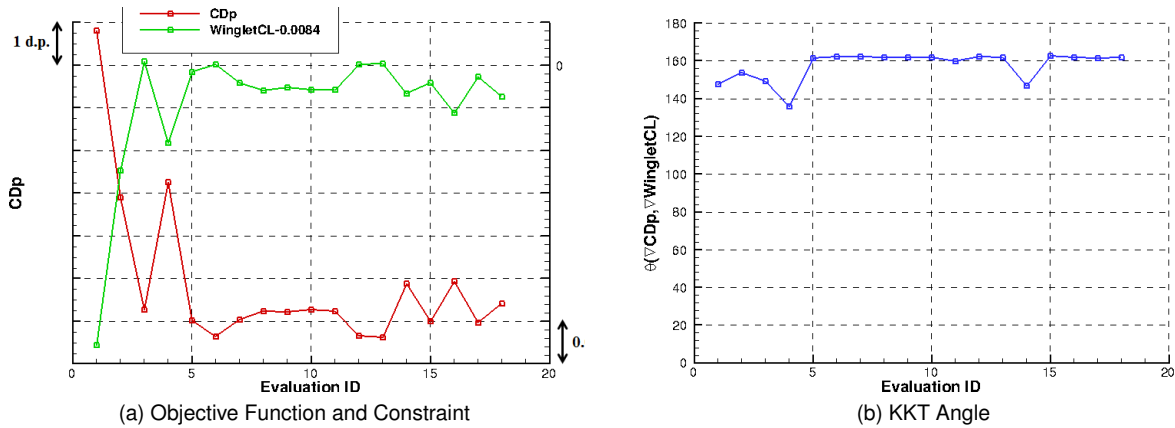 1 d.p.
CDp
WingletCL-0.0084
0
CDp
0.
0 5 10 15 20
Evaluation ID
(a) Objective Function and Constraint
180
160
140
120
100
80
60
40
20
0
θ(∇CDp,∇WingletCL)
0 5 10 15 20
Evaluation ID
(b) KKT Angle